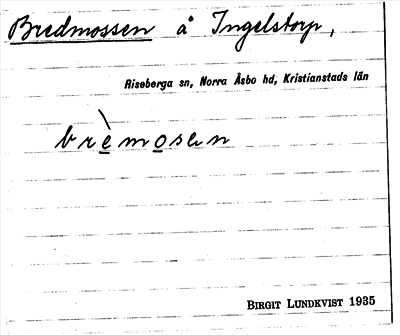 Bredmossen å Ingelstorp,
Riseberga sn, Norra Åsbo hd, Kristianstads län
brèmosen
BIRGIT LUNDKVIST 1935